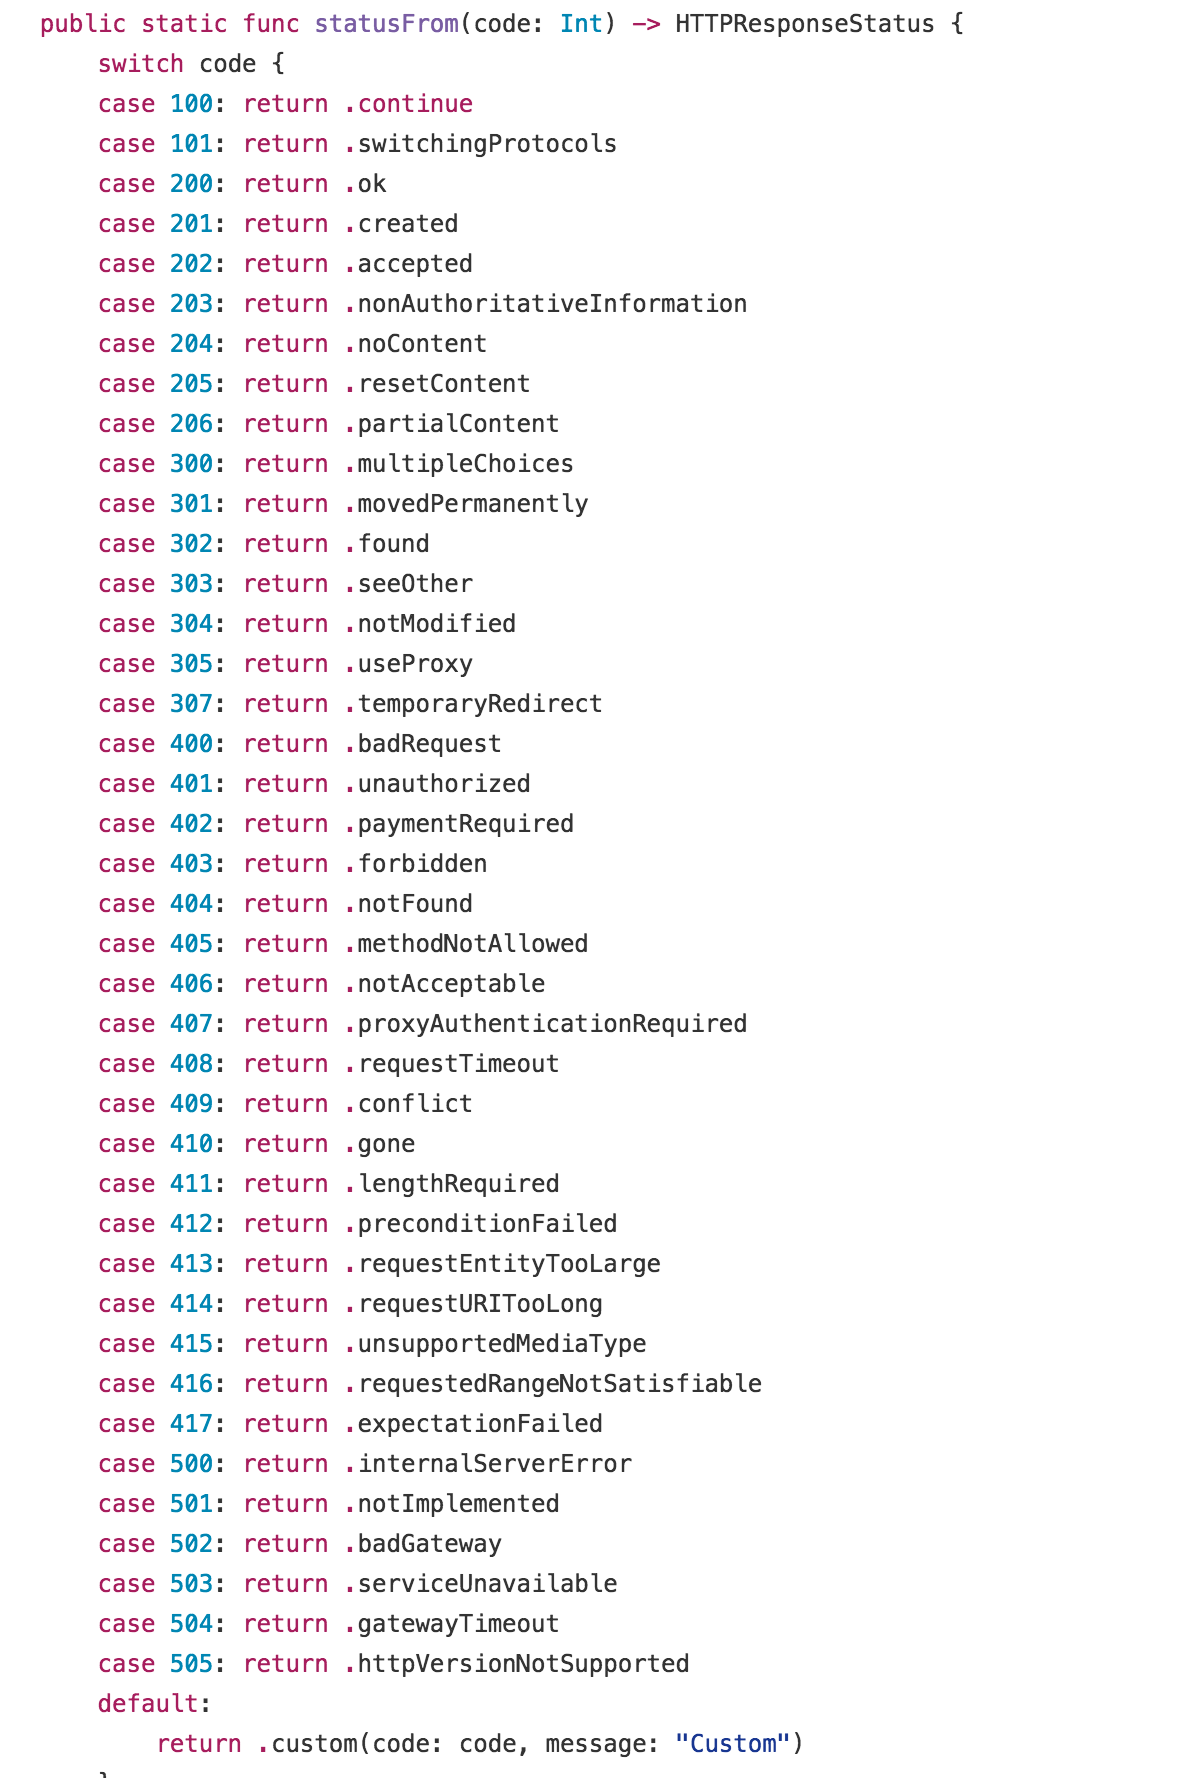 public static func statusFrom(code: Int) -> HTTPResponseStatus {
switch code {
case 100: return .continue
case 101: return .switchingProtocols
case 200: return .ok
case 201: return .created
case 202: return .accepted
case 203: return .nonAuthoritativeInformation
case 204: return .noContent
case 205: return .resetContent
case 206: return .partialContent
case 300: return .multipleChoices
case 301: return .movedPermanently
case 302: return .found
case 303: return .seeOther
case 304: return .notModified
case 305: return .useProxy
case 307: return .temporaryRedirect
case 400: return .badRequest
case 401: return .unauthorized
case 402: return .paymentRequired
case 403: return .forbidden
case 404: return .notFound
case 405: return .methodNotAllowed
case 406: return .notAcceptable
case 407: return .proxyAuthenticationRequired
case 408: return .requestTimeout
case 409: return .conflict
case 410: return .gone
case 411: return .lengthRequired
case 412: return .preconditionFailed
case 413: return .requestEntityTooLarge
case 414: return .requestURITooLong
case 415: return .unsupportedMediaType
case 416: return .requestedRangeNotSatisfiable
case 417: return .expectationFailed
case 500: return .internalServerError
case 501: return .notImplemented
case 502: return .badGateway
case 503: return .serviceUnavailable
case 504: return .gatewayTimeout
case 505: return .httpVersionNotSupported
default:
return .custom(code: code, message: "Custom")
}